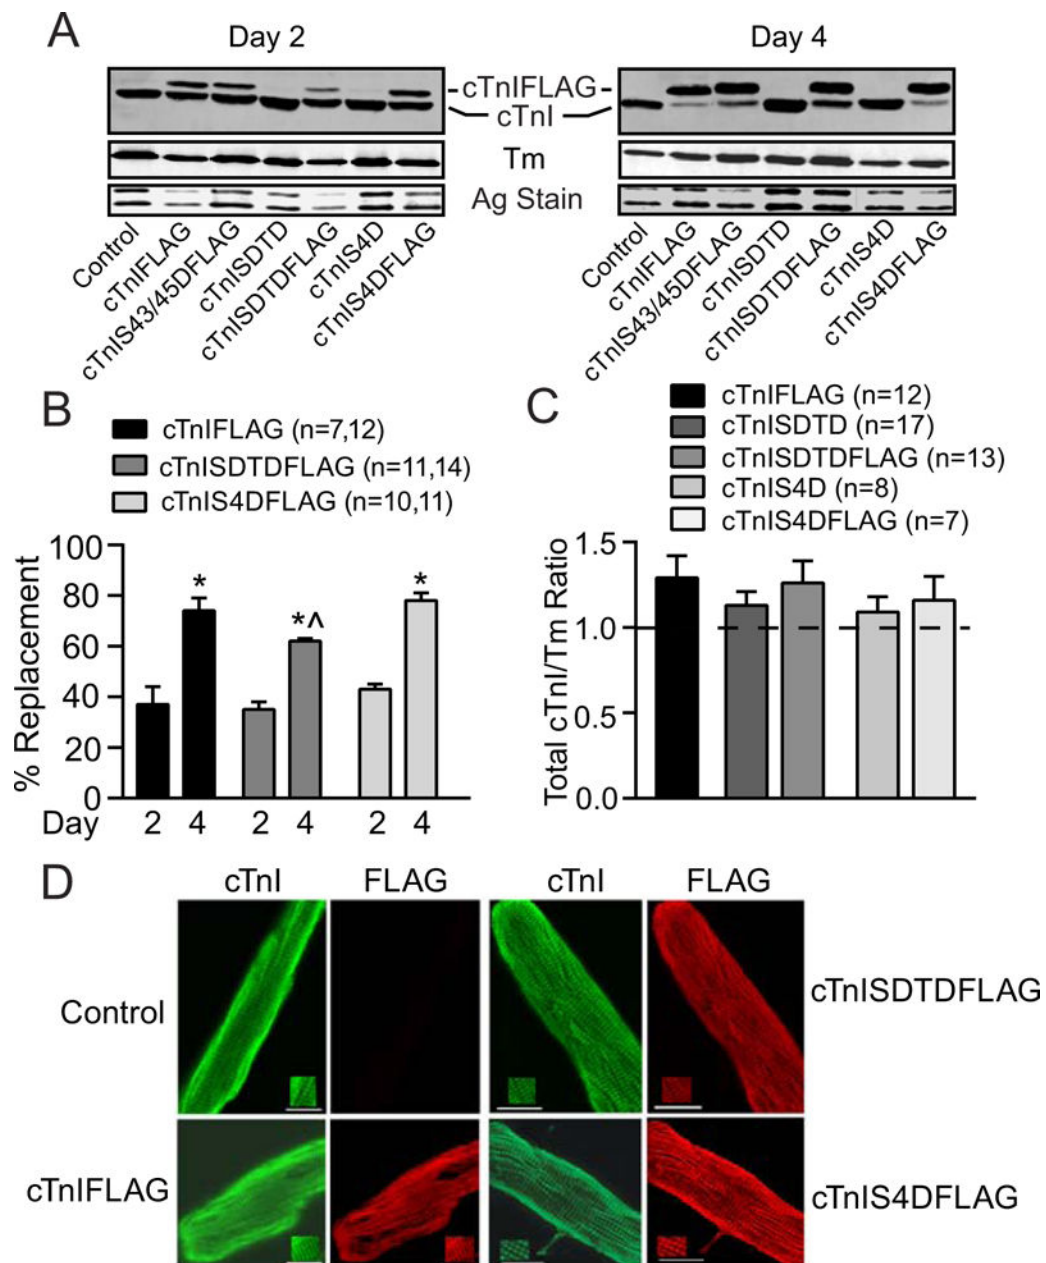 A
Day 2
Day 4
cTnIFLAG
cTnI
Tm
Ag Stain
Control
cTnIFLAG
cTnIS43/45DFLAG
cTnISDTD
cTnISDTDFLAG
cTnIS4D
cTnIS4DFLAG
Control
cTnIFLAG
cTnIS43/45DFLAG
cTnISDTD
cTnISDTDFLAG
cTnIS4D
cTnIS4DFLAG
B
cTnIFLAG (n=7,12)
cTnISDTDFLAG (n=11,14)
cTnIS4DFLAG (n=10,11)
% Replacement
100
80
60
40
20
0
*
*^
*
Day 2 4 2 4 2 4
C
cTnIFLAG (n=12)
cTnISDTD (n=17)
cTnISDTDFLAG (n=13)
cTnIS4D (n=8)
cTnIS4DFLAG (n=7)
Total cTnI/Tm Ratio
1.5
1.0
0.5
0.0
D
cTnI FLAG cTnI FLAG
Control
cTnISDTDFLAG
cTnIFLAG
cTnIS4DFLAG